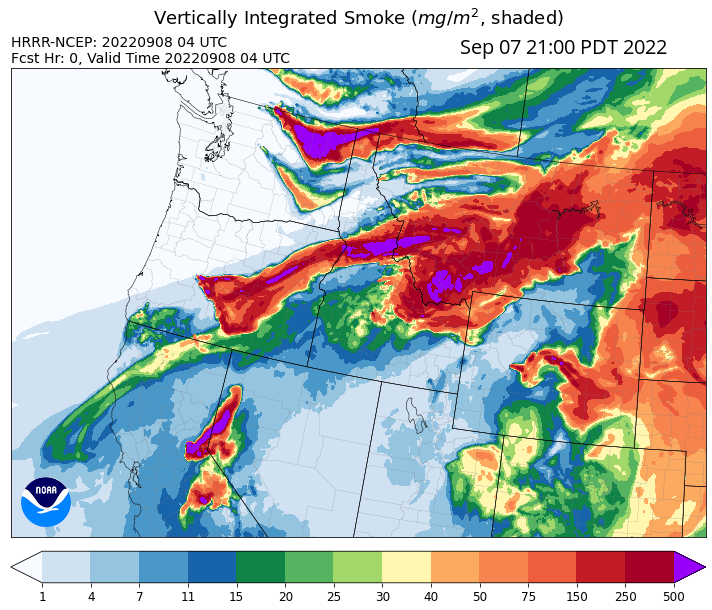 Vertically Integrated Smoke (mg/m², shaded)
HRRR-NCEP: 20220908 04 UTC
Fcst Hr: 0, Valid Time 20220908 04 UTC
Sep 07 21:00 PDT 2022
NOAA
1 4 7 11 15 20 25 30 40 50 75 150 250 500